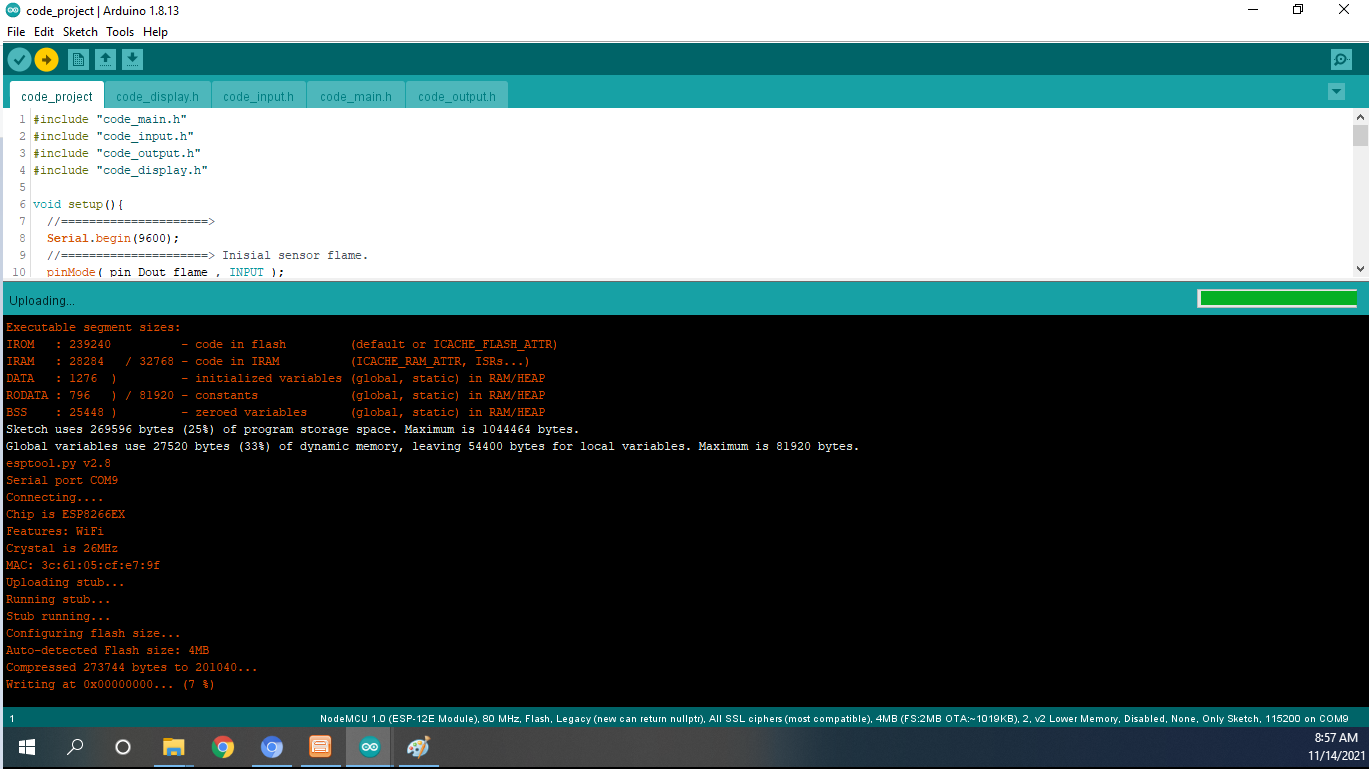 code_project | Arduino 1.8.13
File Edit Sketch Tools Help
code_project code_display.h code_input.h code_main.h code_output.h
1 #include "code_main.h"
2 #include "code_input.h"
3 #include "code_output.h"
4 #include "code_display.h"
5
6 void setup(){
7 //=====================>
8 Serial.begin(9600);
9 //=====================> Inisial sensor flame.
10 pinMode( pin_Dout_flame , INPUT );
Uploading...
Executable segment sizes:
IROM : 239240 - code in flash (default or ICACHE_FLASH_ATTR)
IRAM : 28284 / 32768 - code in IRAM (ICACHE_RAM_ATTR, ISRs...)
DATA : 1276 ) - initialized variables (global, static) in RAM/HEAP
RODATA : 796 ) / 81920 - constants (global, static) in RAM/HEAP
BSS : 25448 ) - zeroed variables (global, static) in RAM/HEAP
Sketch uses 269596 bytes (25%) of program storage space. Maximum is 1044464 bytes.
Global variables use 27520 bytes (33%) of dynamic memory, leaving 54400 bytes for local variables. Maximum is 81920 bytes.
esptool.py v2.8
Serial port COM9
Connecting....
Chip is ESP8266EX
Features: WiFi
Crystal is 26MHz
MAC: 3c:61:05:cf:e7:9f
Uploading stub...
Running stub...
Stub running...
Configuring flash size...
Auto-detected Flash size: 4MB
Compressed 273744 bytes to 201040...
Writing at 0x00000000... (7 %)
1 NodeMCU 1.0 (ESP-12E Module), 80 MHz, Flash, Legacy (new can return nullptr), All SSL ciphers (most compatible), 4MB (FS:2MB OTA:~1019KB), 2, v2 Lower Memory, Disabled, None, Only Sketch, 115200 on COM9
8:57 AM
11/14/2021